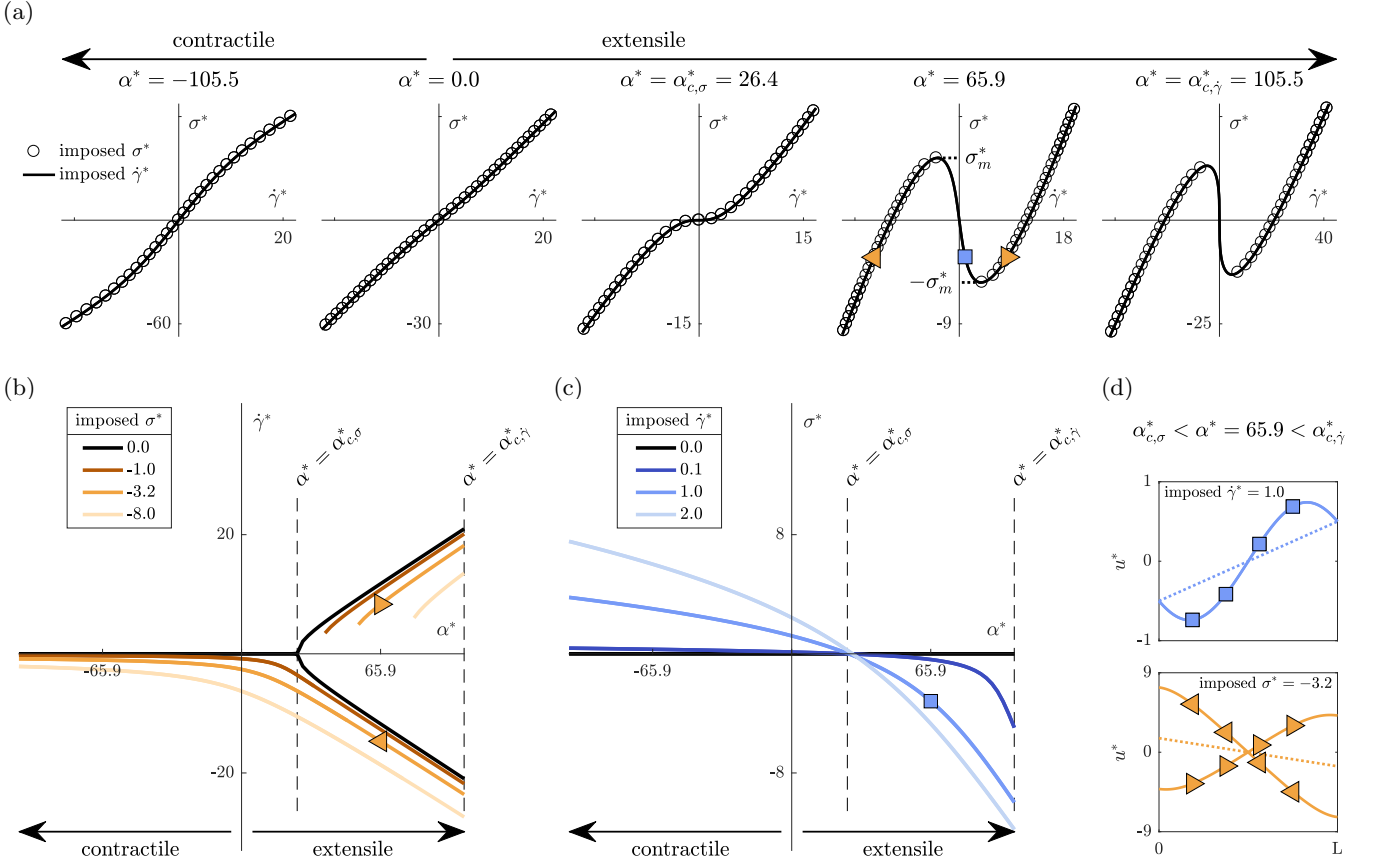 (a)
contractile
extensile
α* = −105.5
α* = 0.0
α* = α*_{c,σ} = 26.4
α* = 65.9
α* = α*_{c,γ̇} = 105.5
imposed σ*
imposed γ̇*
σ*
γ̇*
20
-60
σ*
γ̇*
20
-30
σ*
γ̇*
15
-15
σ*
σ*_m
γ̇*
18
−σ*_m
-9
σ*
γ̇*
40
-25
(b)
imposed σ*
0.0
-1.0
-3.2
-8.0
γ̇*
α* = α*_{c,σ}
α* = α*_{c,γ̇}
20
α*
-65.9
65.9
-20
contractile
extensile
(c)
imposed γ̇*
0.0
0.1
1.0
2.0
σ*
α* = α*_{c,σ}
α* = α*_{c,γ̇}
8
α*
-65.9
65.9
-8
contractile
extensile
(d)
α*_{c,σ} < α* = 65.9 < α*_{c,γ̇}
imposed γ̇* = 1.0
1
0
-1
u*
imposed σ* = −3.2
9
0
-9
u*
0
L